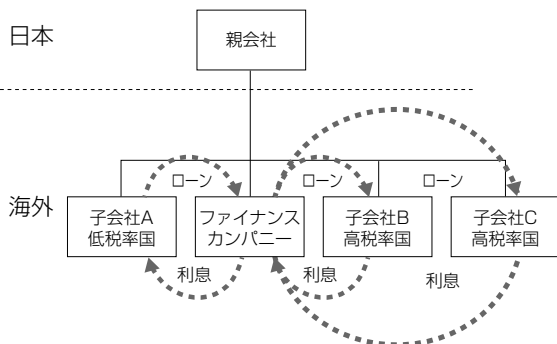 日本
親会社
海外
ローン
ローン
ローン
子会社A
低税率国
ファイナンス
カンパニー
子会社B
高税率国
子会社C
高税率国
利息
利息
利息